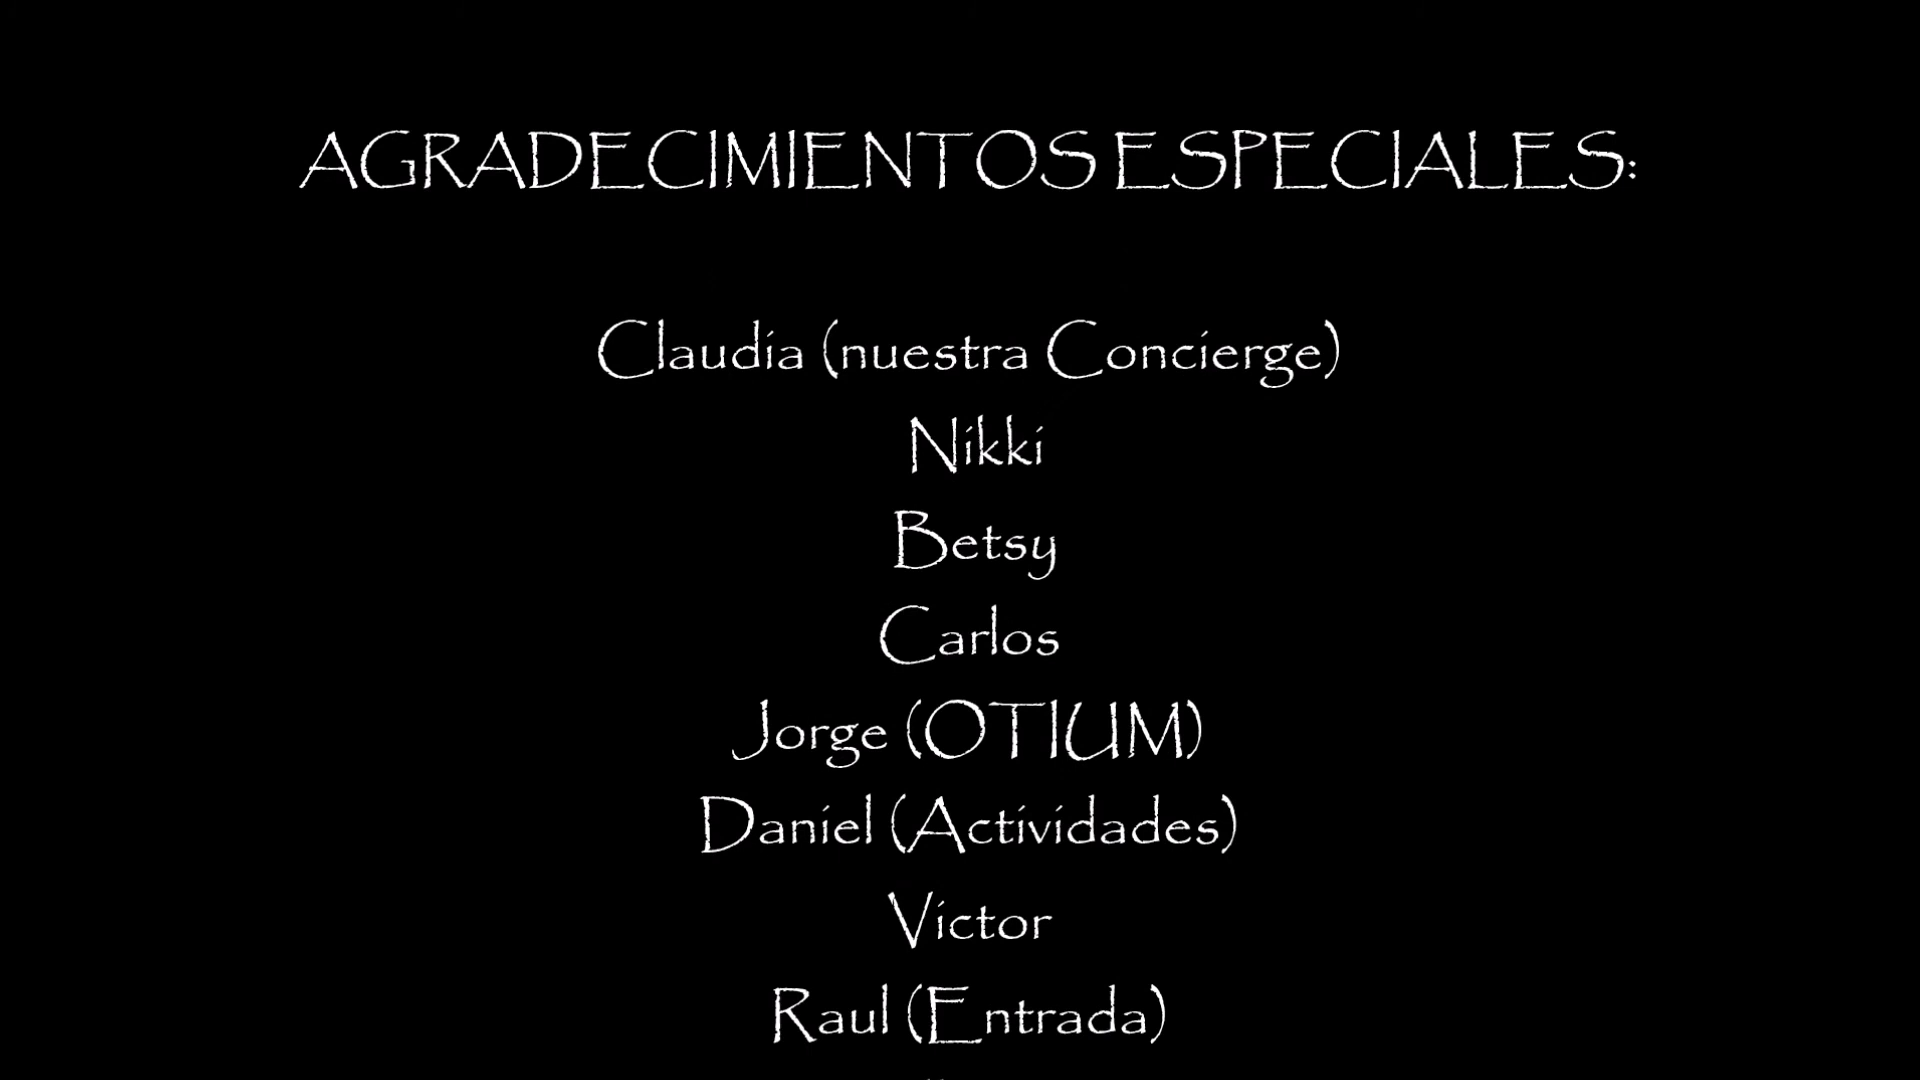 AGRADECIMIENTOS ESPECIALES:
Claudia (nuestra Concierge)
Nikki
Betsy
Carlos
Jorge (OTIUM)
Daniel (Actividades)
Victor
Raul (Entrada)